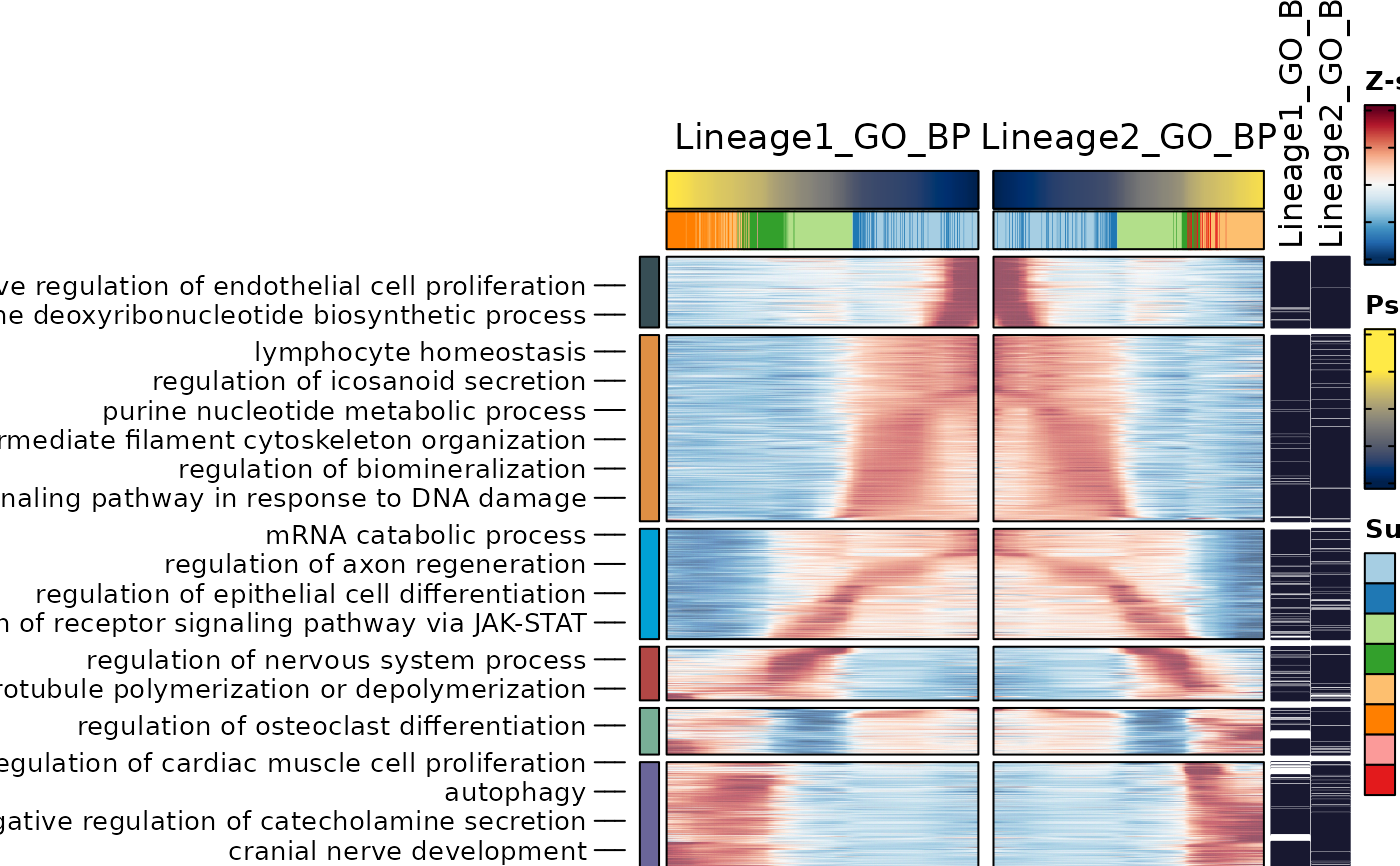 Lineage1_GO_B
Lineage2_GO_B
Z-s
Lineage1_GO_BP Lineage2_GO_BP
ve regulation of endothelial cell proliferation
ne deoxyribonucleotide biosynthetic process
Ps
lymphocyte homeostasis
regulation of icosanoid secretion
purine nucleotide metabolic process
rmediate filament cytoskeleton organization
regulation of biomineralization
naling pathway in response to DNA damage
Su
mRNA catabolic process
regulation of axon regeneration
regulation of epithelial cell differentiation
n of receptor signaling pathway via JAK-STAT
regulation of nervous system process
rotubule polymerization or depolymerization
regulation of osteoclast differentiation
egulation of cardiac muscle cell proliferation
autophagy
gative regulation of catecholamine secretion
cranial nerve development